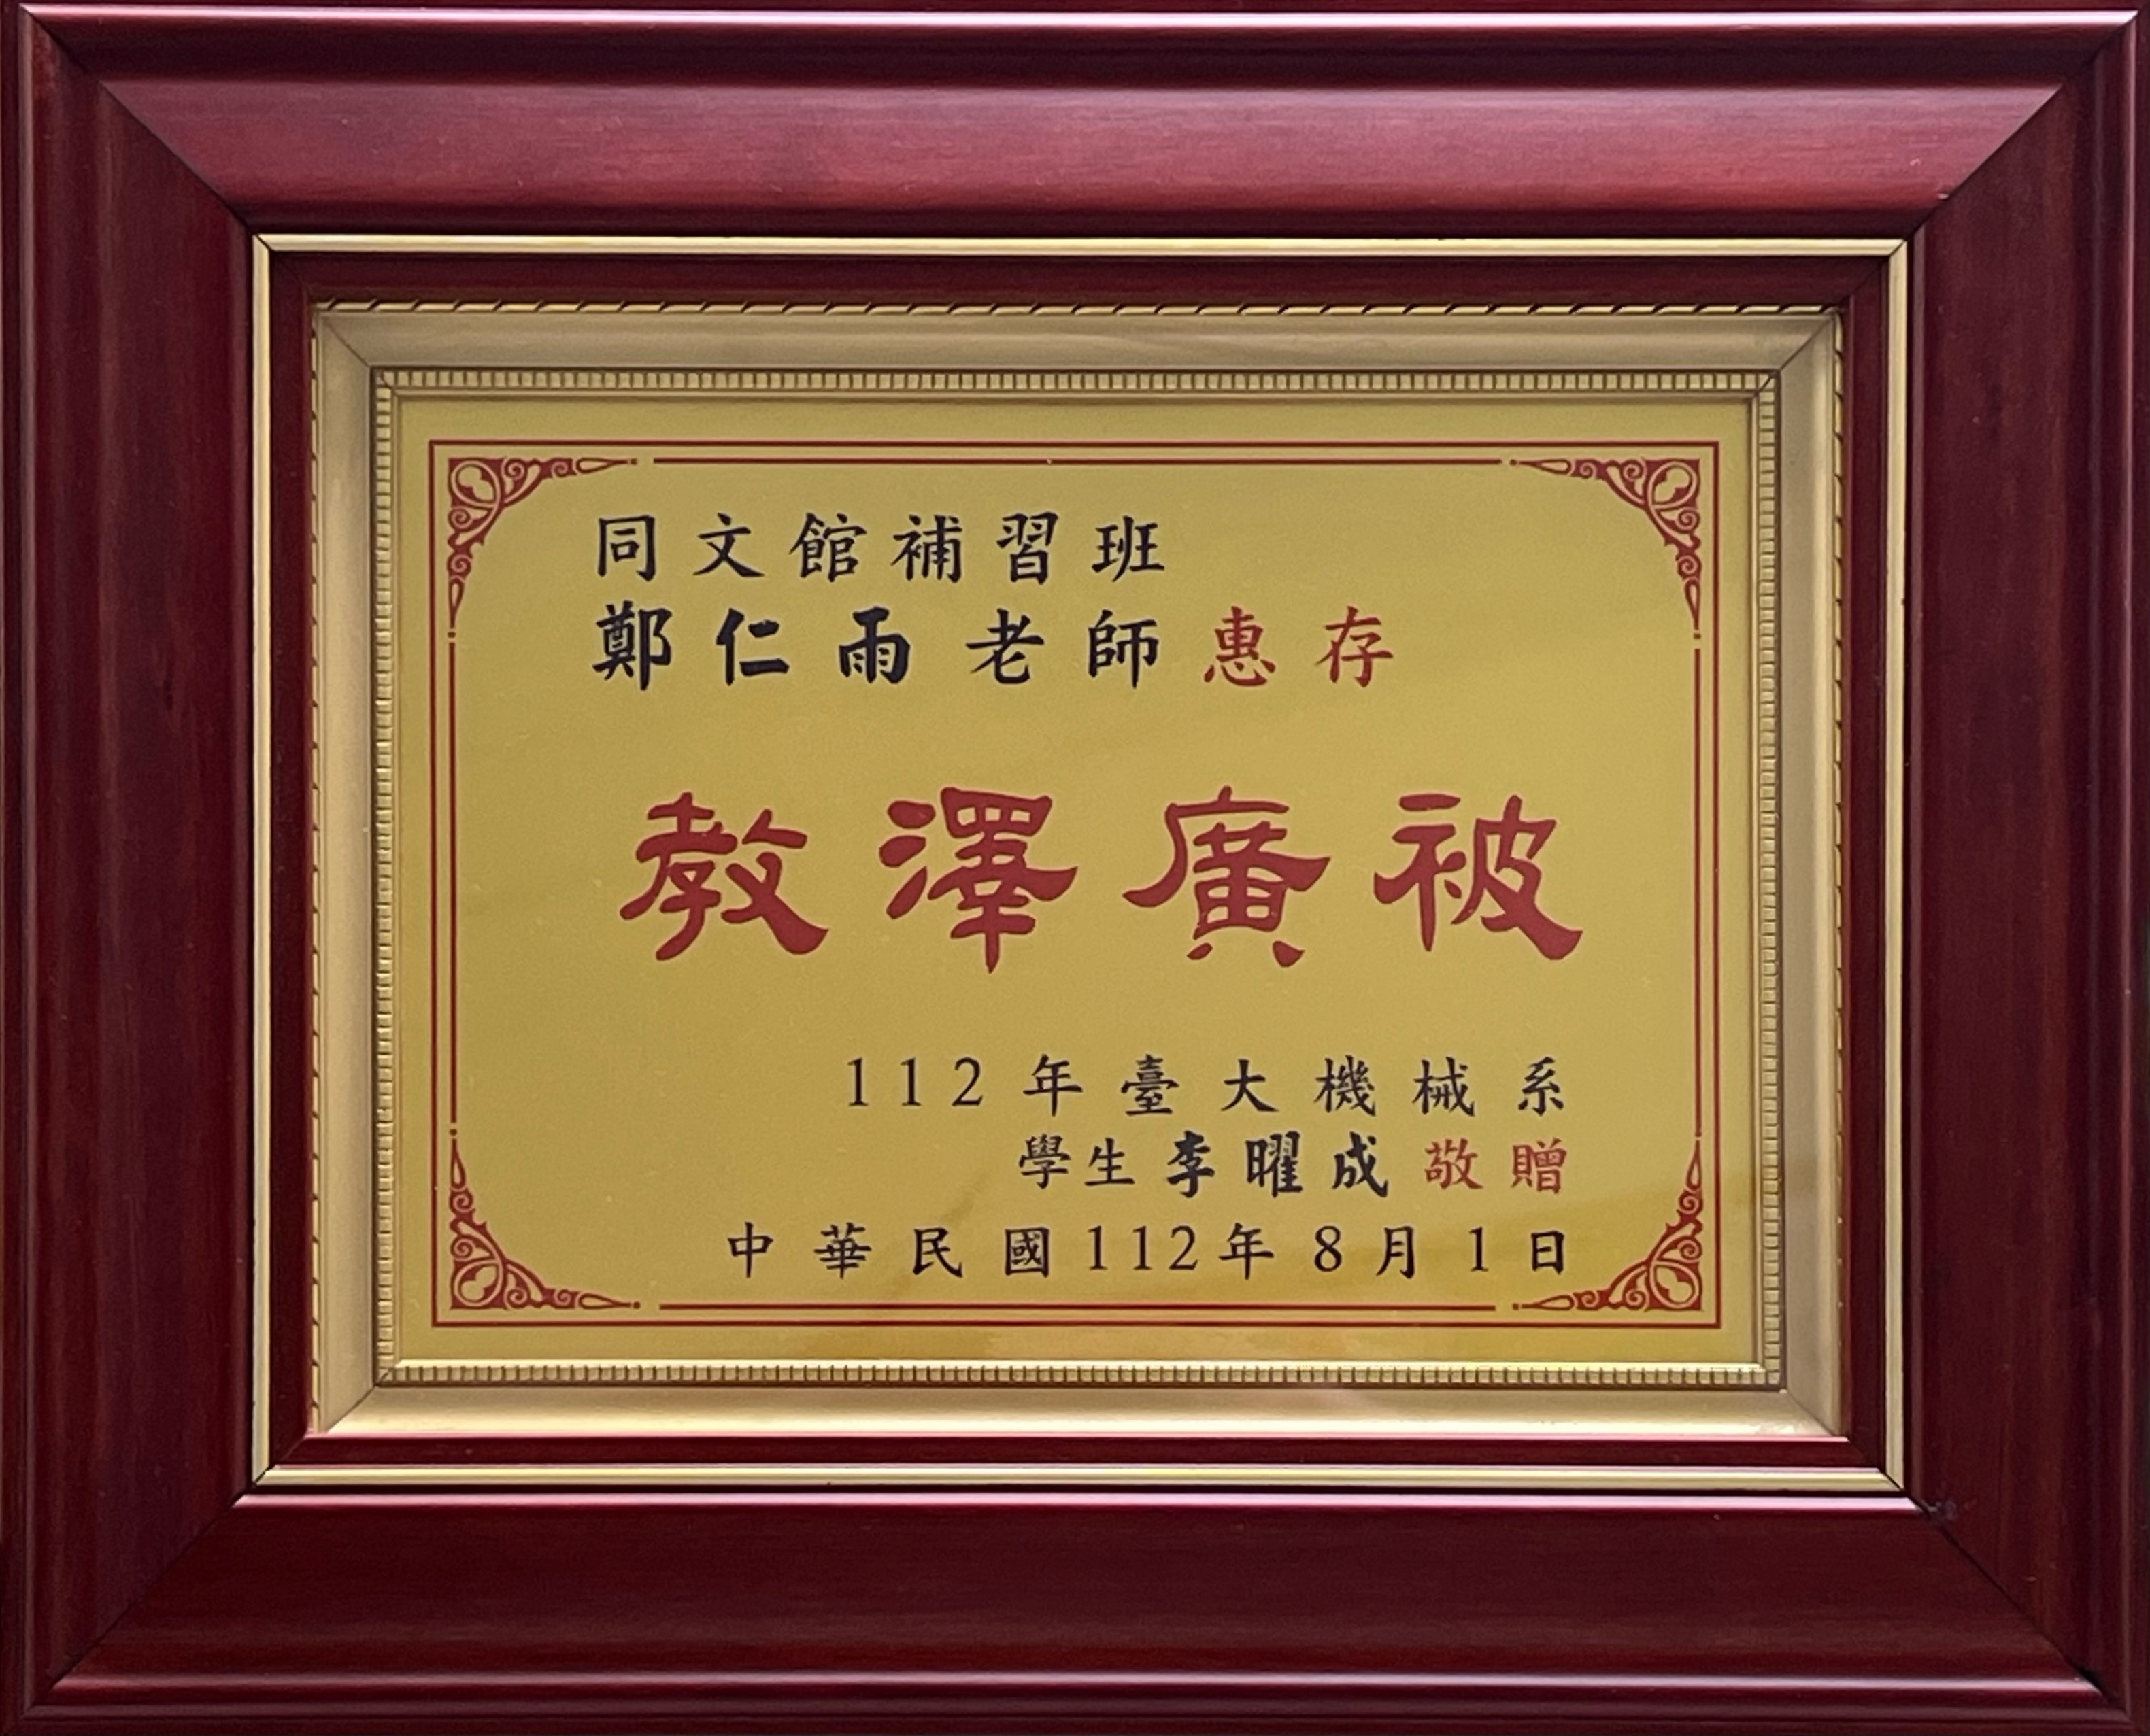 同文館補習班
鄭仁雨老師惠存
教澤廣被
112年臺大機械系
學生李曜成敬贈
中華民國112年8月1日